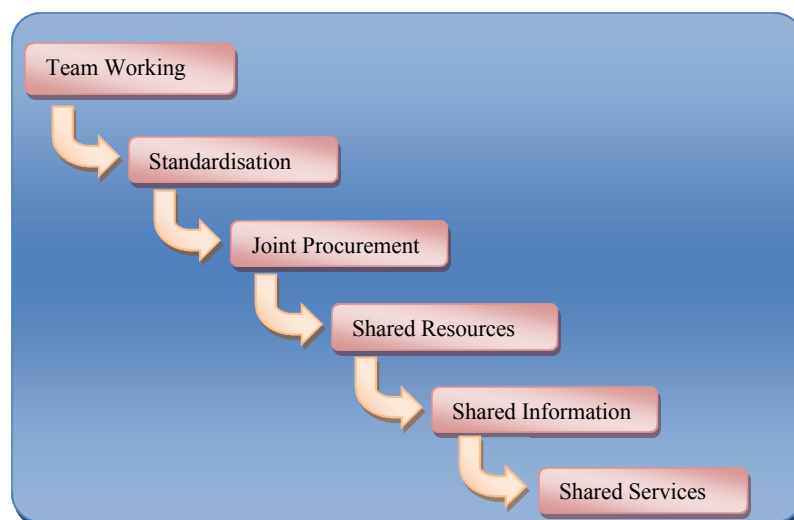 Team Working
Standardisation
Joint Procurement
Shared Resources
Shared Information
Shared Services